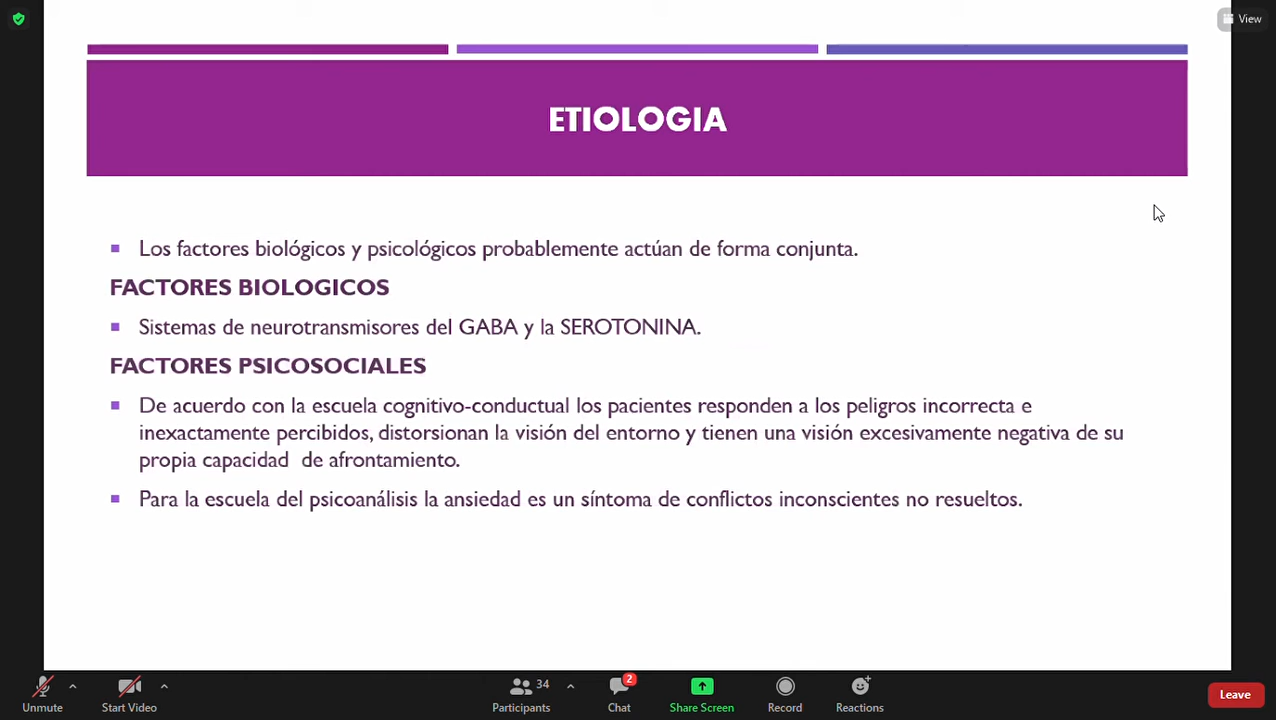 View
ETIOLOGIA
Los factores biológicos y psicológicos probablemente actúan de forma conjunta.
FACTORES BIOLOGICOS
Sistemas de neurotransmisores del GABA y la SEROTONINA.
FACTORES PSICOSOCIALES
De acuerdo con la escuela cognitivo-conductual los pacientes responden a los peligros incorrecta e
inexactamente percibidos, distorsionan la visión del entorno y tienen una visión excesivamente negativa de su
propia capacidad de afrontamiento.
Para la escuela del psicoanálisis la ansiedad es un síntoma de conflictos inconscientes no resueltos.
34
2
Unmute Start Video Participants Chat Share Screen Record Reactions Leave